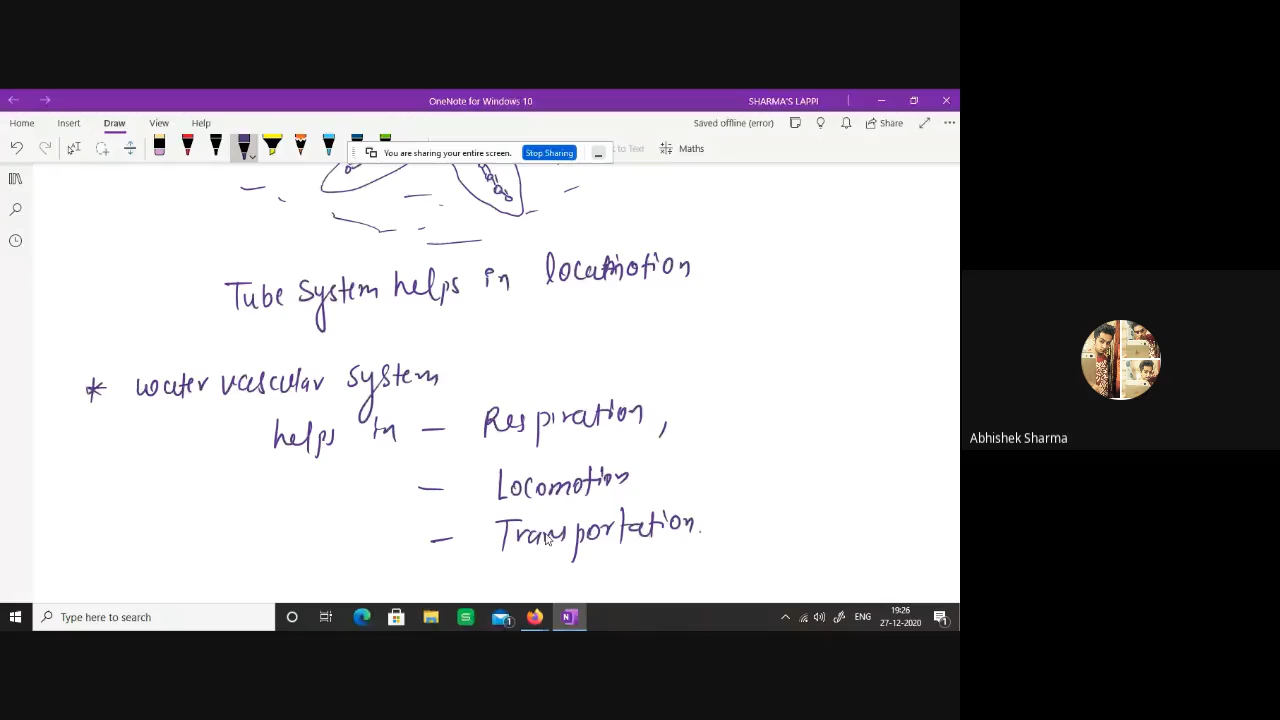 OneNote for Windows 10
SHARMA'S LAPPI
Home Insert Draw View Help
Saved offline (error)
Share
You are sharing your entire screen.
Stop Sharing
to Text
Maths
Tube System helps in locomotion
* water vascular system
helps in – Respiration,
– Locomotion
– Transportation.
Abhishek Sharma
Type here to search
ENG
19:26
27-12-2020